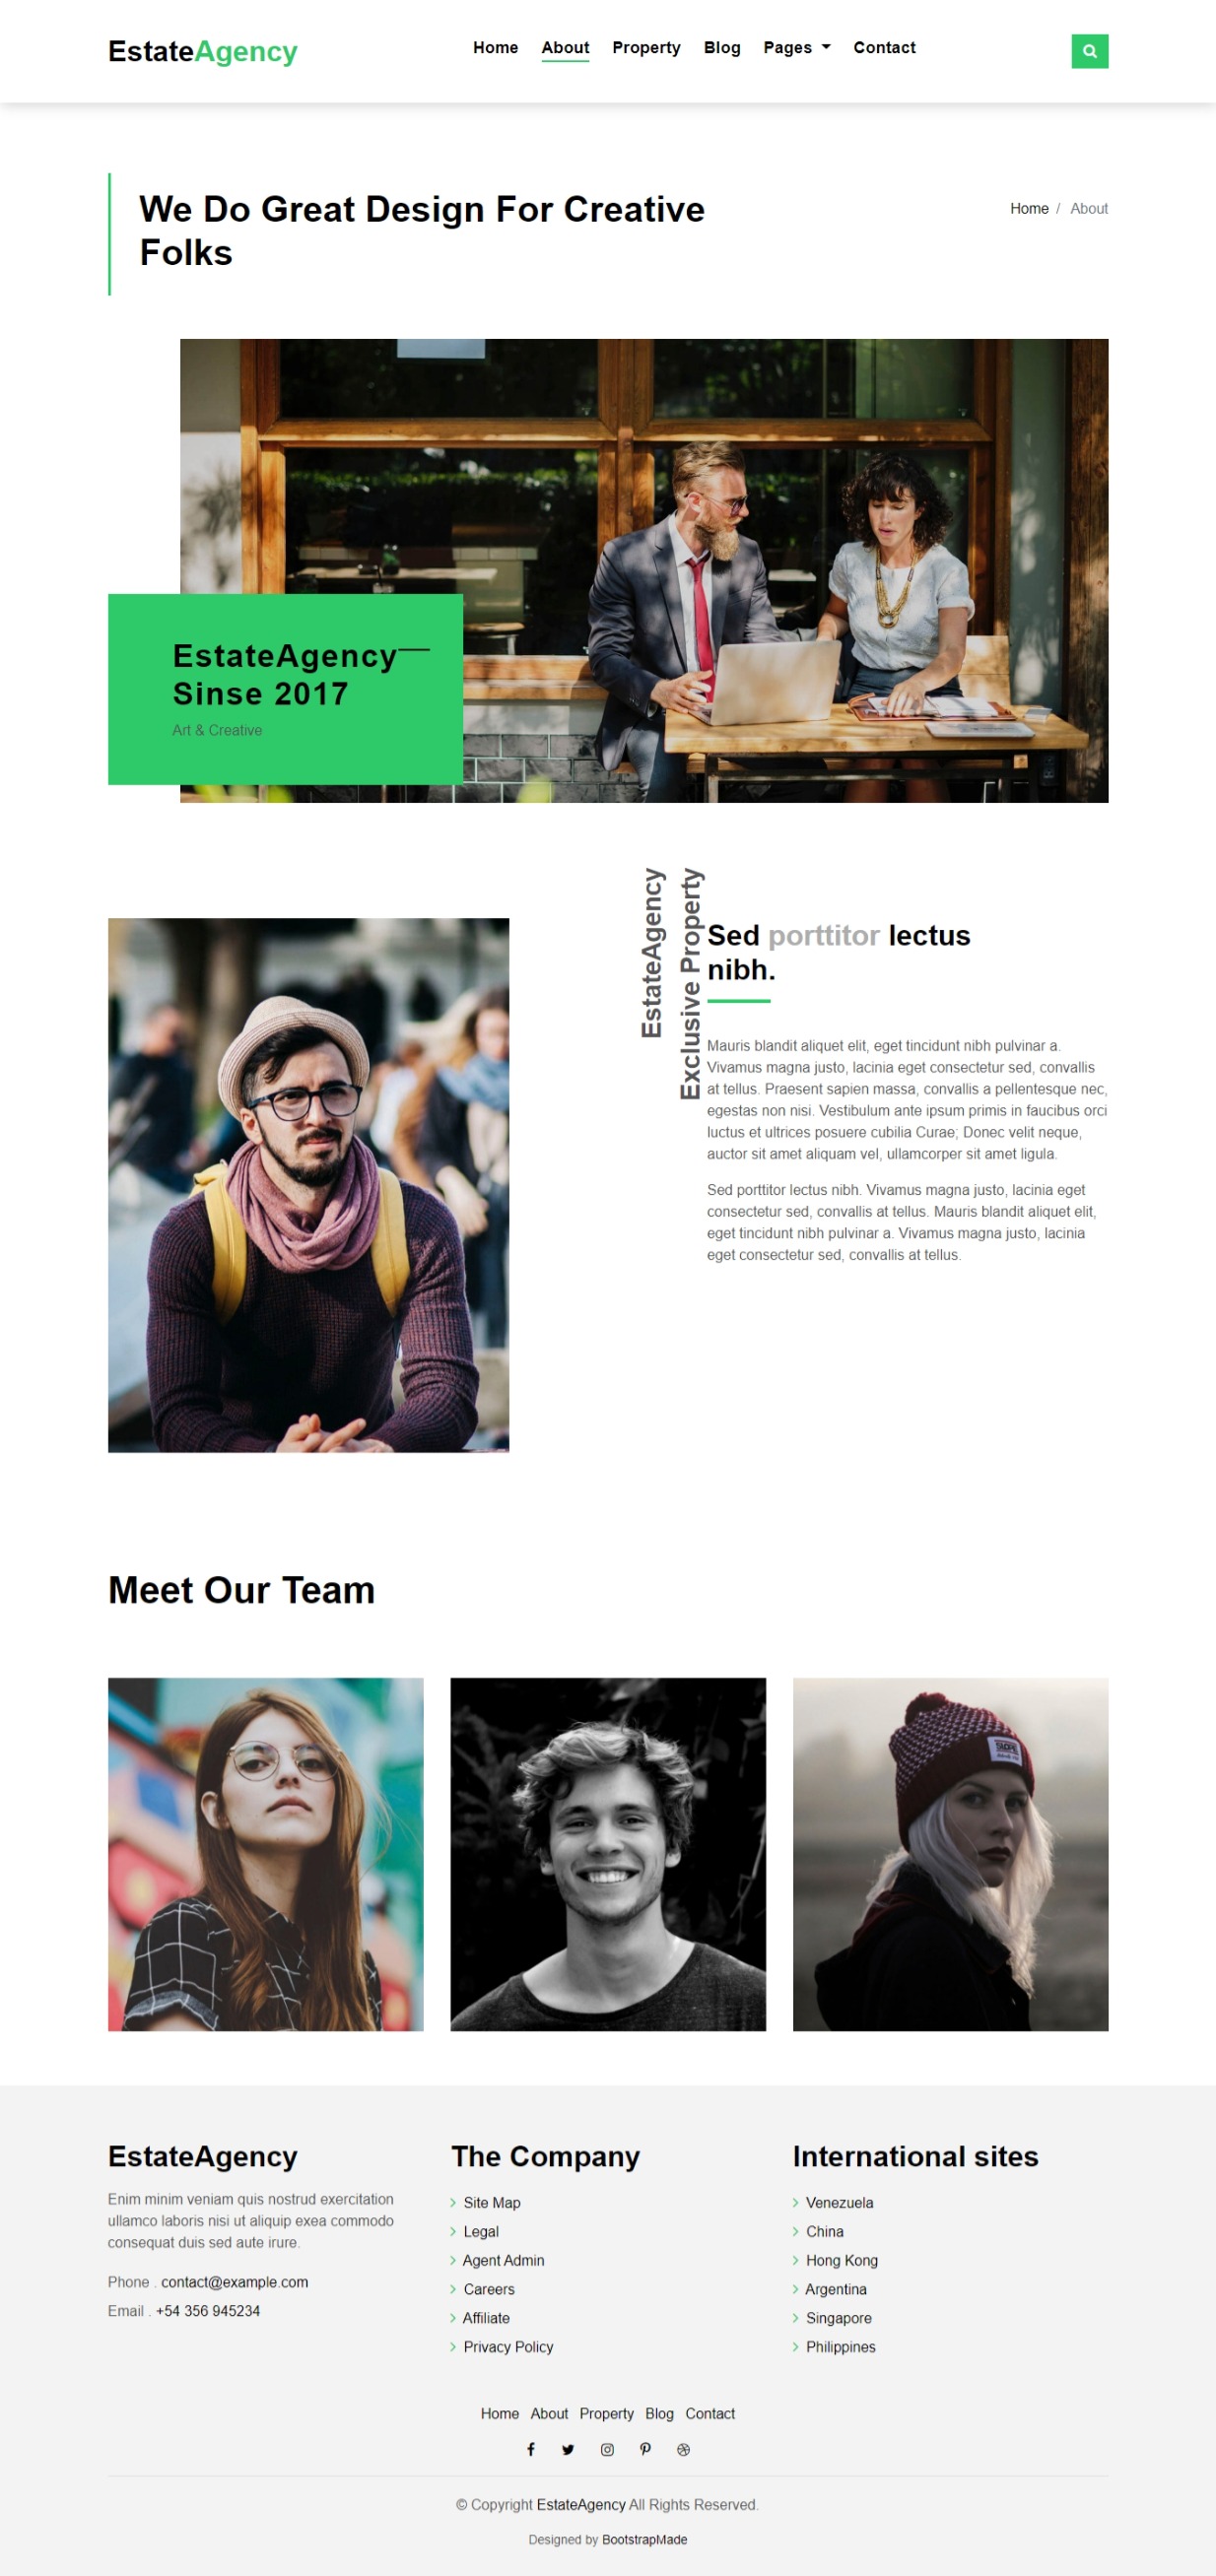 EstateAgency
Home About Property Blog Pages Contact
We Do Great Design For Creative
Folks
Home / About
EstateAgency
Sinse 2017
Art & Creative
EstateAgency
Exclusive Property
Sed porttitor lectus
nibh.
Mauris blandit aliquet elit, eget tincidunt nibh pulvinar a.
Vivamus magna justo, lacinia eget consectetur sed, convallis
at tellus. Praesent sapien massa, convallis a pellentesque nec,
egestas non nisi. Vestibulum ante ipsum primis in faucibus orci
luctus et ultrices posuere cubilia Curae; Donec velit neque,
auctor sit amet aliquam vel, ullamcorper sit amet ligula.
Sed porttitor lectus nibh. Vivamus magna justo, lacinia eget
consectetur sed, convallis at tellus. Mauris blandit aliquet elit,
eget tincidunt nibh pulvinar a. Vivamus magna justo, lacinia
eget consectetur sed, convallis at tellus.
Meet Our Team
EstateAgency
Enim minim veniam quis nostrud exercitation
ullamco laboris nisi ut aliquip exea commodo
consequat duis sed aute irure.
Phone . contact@example.com
Email . +54 356 945234
The Company
Site Map
Legal
Agent Admin
Careers
Affiliate
Privacy Policy
International sites
Venezuela
China
Hong Kong
Argentina
Singapore
Philippines
Home About Property Blog Contact
© Copyright EstateAgency All Rights Reserved.
Designed by BootstrapMade